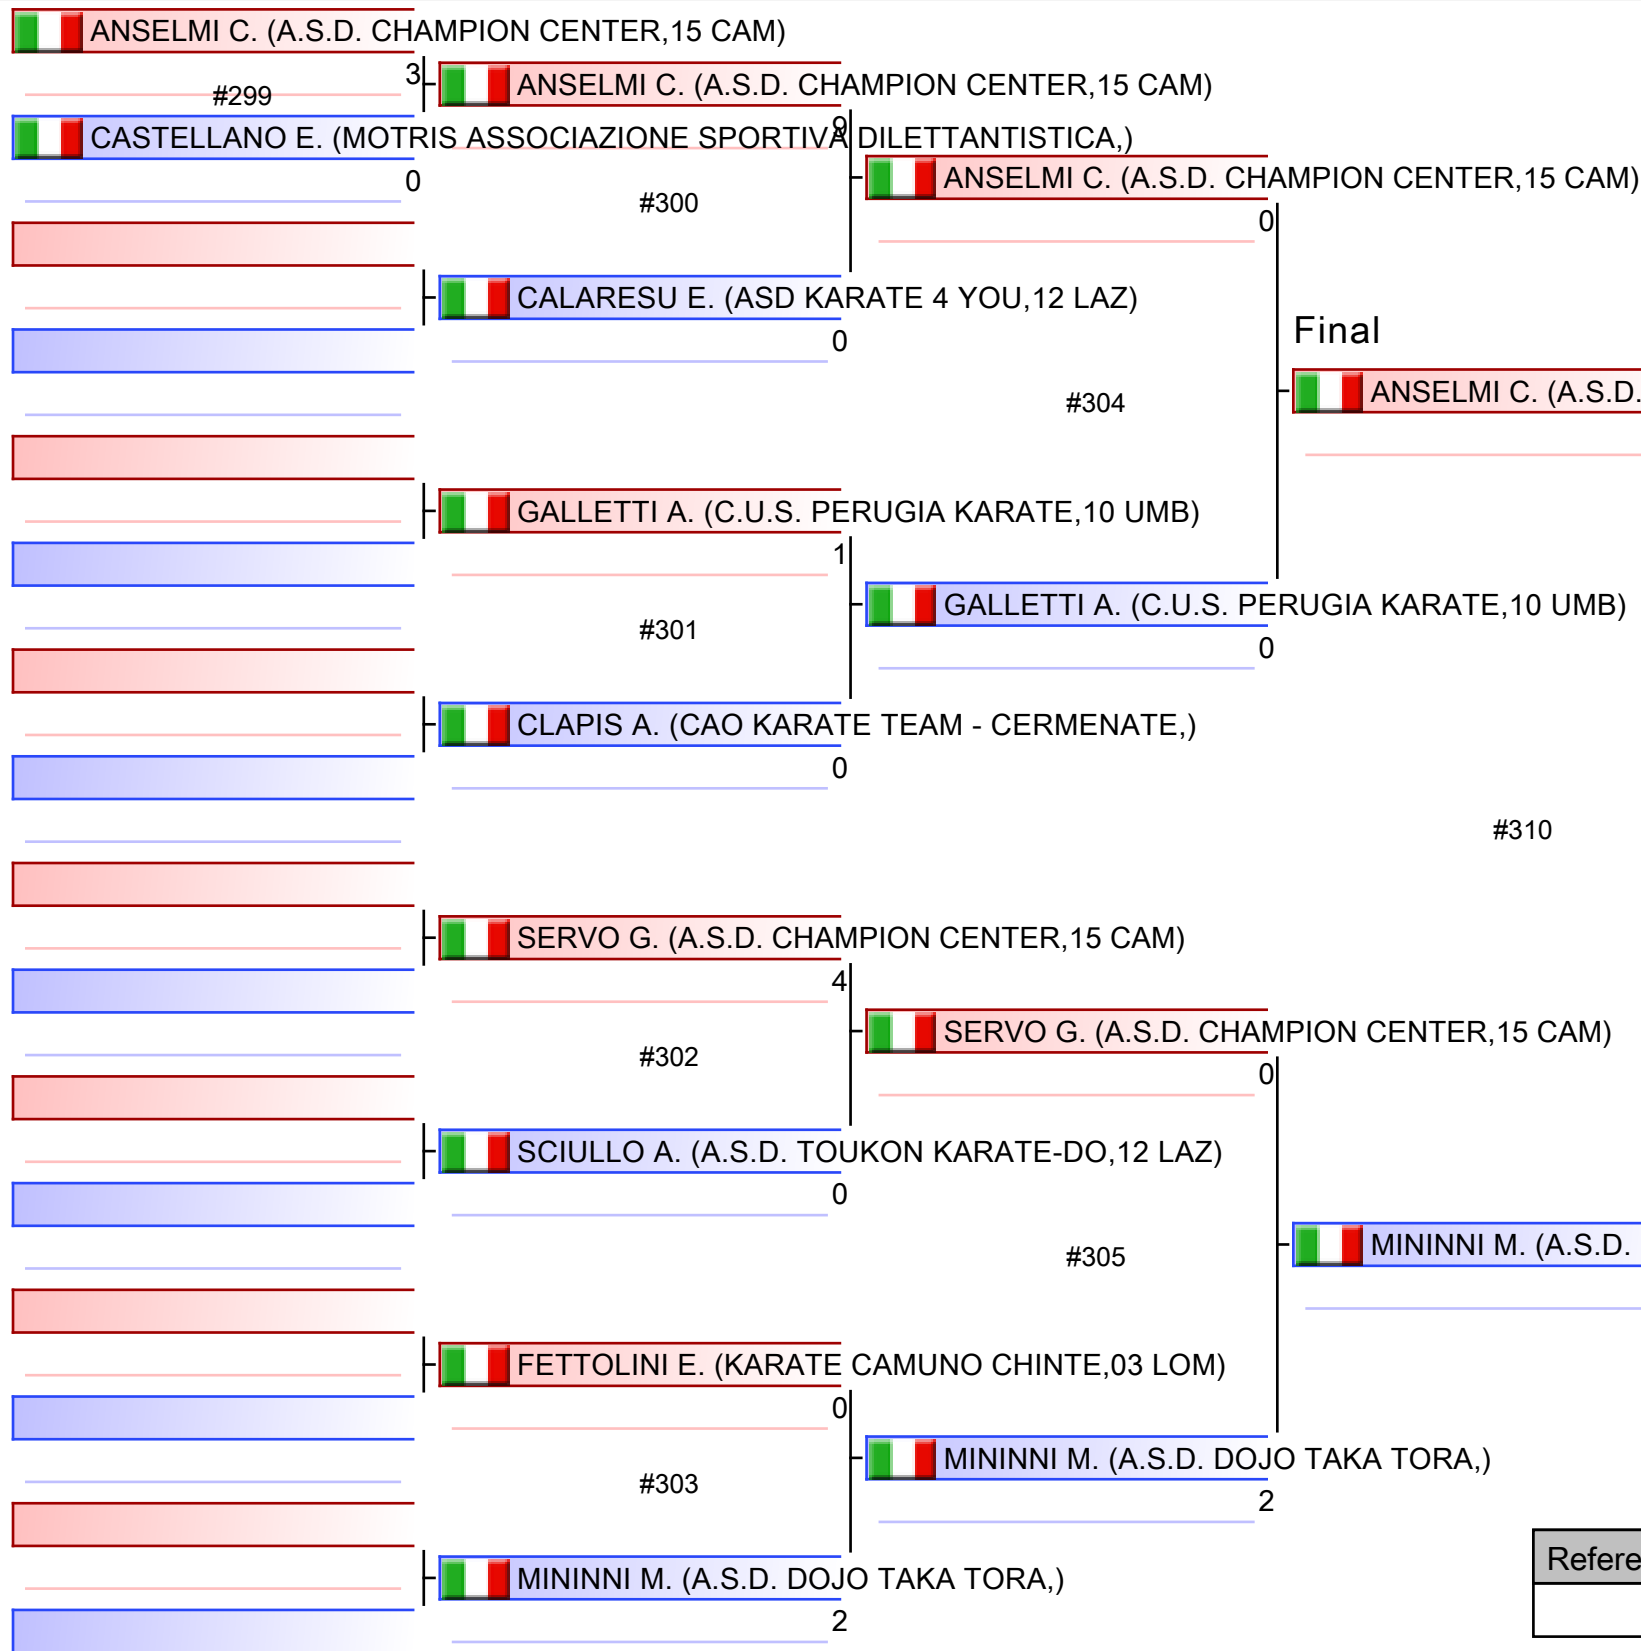 ANSELMI C. (A.S.D. CHAMPION CENTER,15 CAM)
3
#299
CASTELLANO E. (MOTRIS ASSOCIAZIONE SPORTIVA DILETTANTISTICA,)
0
ANSELMI C. (A.S.D. CHAMPION CENTER,15 CAM)
9
#300
CALARESU E. (ASD KARATE 4 YOU,12 LAZ)
0
GALLETTI A. (C.U.S. PERUGIA KARATE,10 UMB)
1
#301
CLAPIS A. (CAO KARATE TEAM - CERMENATE,)
0
SERVO G. (A.S.D. CHAMPION CENTER,15 CAM)
4
#302
SCIULLO A. (A.S.D. TOUKON KARATE-DO,12 LAZ)
0
FETTOLINI E. (KARATE CAMUNO CHINTE,03 LOM)
0
#303
MININNI M. (A.S.D. DOJO TAKA TORA,)
2
ANSELMI C. (A.S.D. CHAMPION CENTER,15 CAM)
0
#304
GALLETTI A. (C.U.S. PERUGIA KARATE,10 UMB)
0
SERVO G. (A.S.D. CHAMPION CENTER,15 CAM)
0
#305
MININNI M. (A.S.D. DOJO TAKA TORA,)
2
Final
ANSELMI C. (A.S.D.
#310
MININNI M. (A.S.D.
Refere